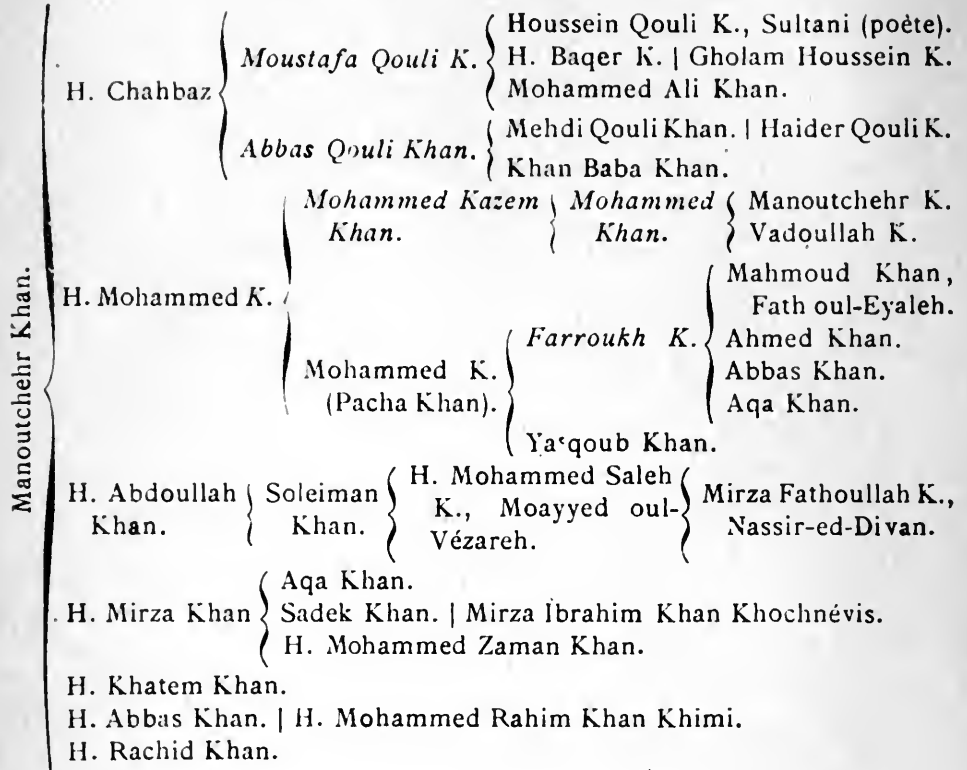 Manoutchehr Khan.
H. Chahbaz
Moustafa Qouli K.
Houssein Qouli K., Sultani (poète).
H. Baqer K. | Gholam Houssein K.
Mohammed Ali Khan.
Abbas Qouli Khan.
Mehdi Qouli Khan. | Haider Qouli K.
Khan Baba Khan.
H. Mohammed K.
Mohammed Kazem
Khan.
Mohammed
Khan.
Manoutchehr K.
Vadoullah K.
Mohammed K.
(Pacha Khan).
Farroukh K.
Mahmoud Khan,
Fath oul-Eyaleh.
Ahmed Khan.
Abbas Khan.
Aqa Khan.
Ya‘qoub Khan.
H. Abdoullah
Khan.
Soleiman
Khan.
H. Mohammed Saleh
K., Moayyed oul-
Vézareh.
Mirza Fathoullah K.,
Nassir-ed-Divan.
H. Mirza Khan
Aqa Khan.
Sadek Khan. | Mirza Ibrahim Khan Khochnévis.
H. Mohammed Zaman Khan.
H. Khatem Khan.
H. Abbas Khan. | H. Mohammed Rahim Khan Khimi.
H. Rachid Khan.